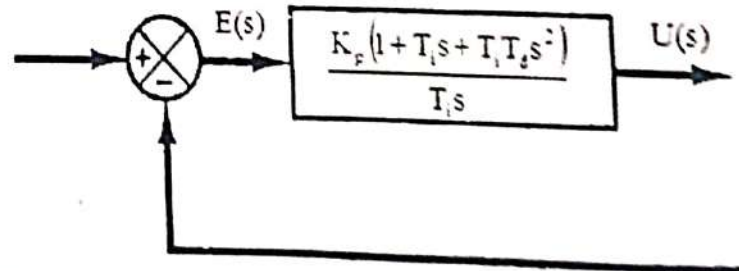 E(s)
K_p(1 + T_i s + T_i T_d s²)
U(s)
T_i s
+
−